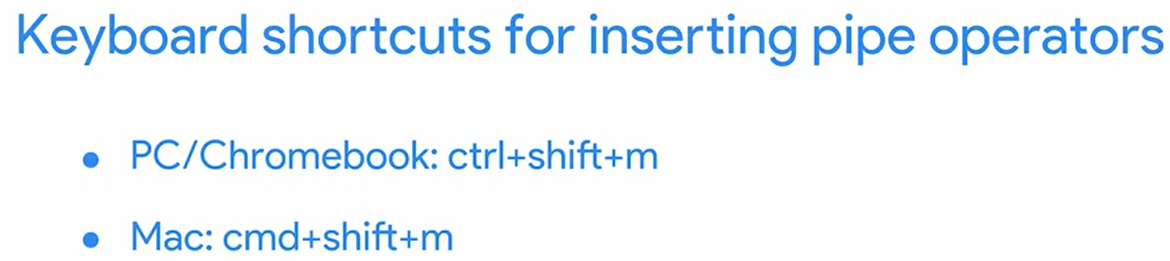 Keyboard shortcuts for inserting pipe operators
• PC/Chromebook: ctrl+shift+m
• Mac: cmd+shift+m